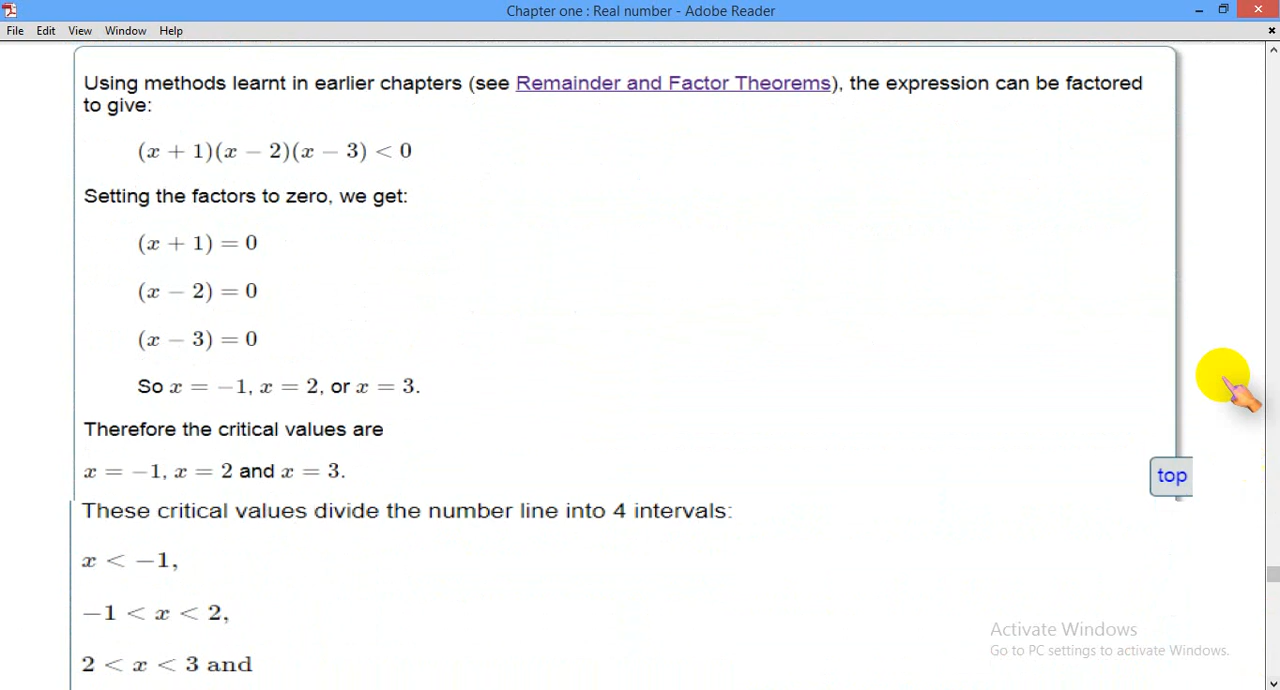 Chapter one : Real number - Adobe Reader
File Edit View Window Help
Using methods learnt in earlier chapters (see Remainder and Factor Theorems), the expression can be factored
to give:
(x + 1)(x − 2)(x − 3) < 0
Setting the factors to zero, we get:
(x + 1) = 0
(x − 2) = 0
(x − 3) = 0
So x = −1, x = 2, or x = 3.
Therefore the critical values are
x = −1, x = 2 and x = 3.
top
These critical values divide the number line into 4 intervals:
x < −1,
−1 < x < 2,
2 < x < 3 and
Activate Windows
Go to PC settings to activate Windows.